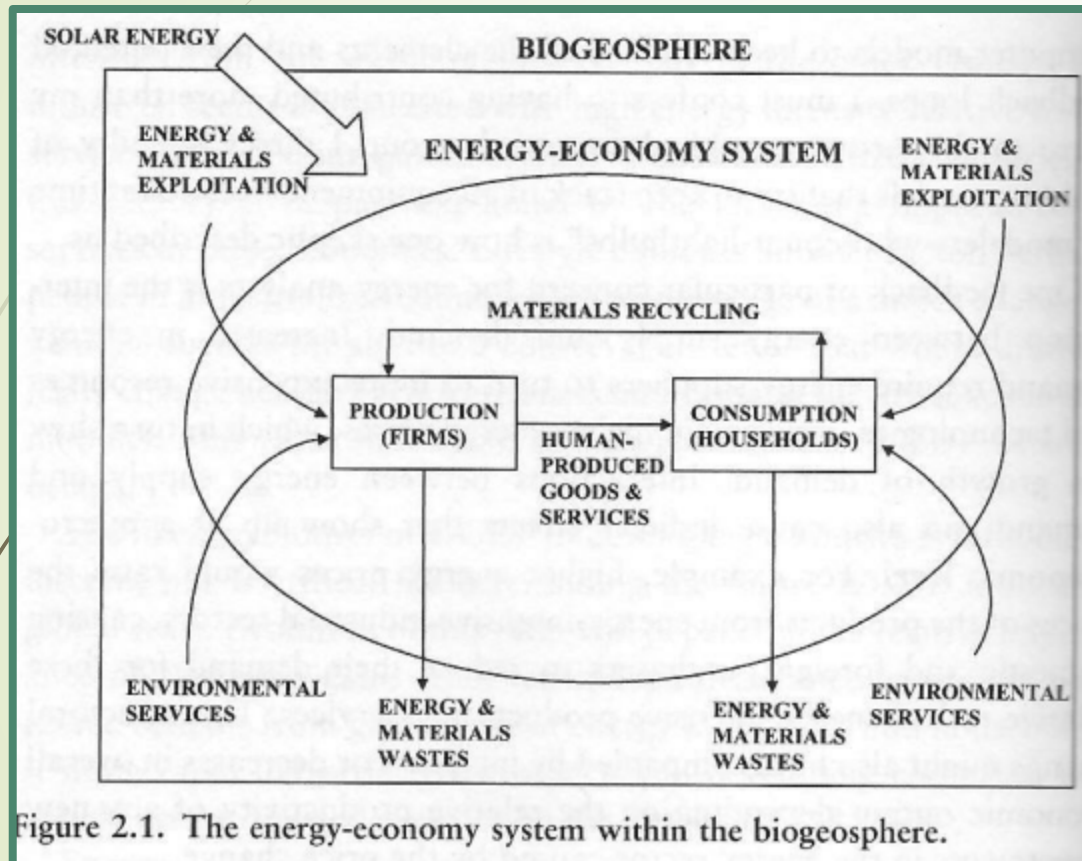 SOLAR ENERGY
BIOGEOSPHERE
ENERGY &
MATERIALS
EXPLOITATION
ENERGY-ECONOMY SYSTEM
ENERGY &
MATERIALS
EXPLOITATION
MATERIALS RECYCLING
PRODUCTION
(FIRMS)
HUMAN-
PRODUCED
GOODS &
SERVICES
CONSUMPTION
(HOUSEHOLDS)
ENVIRONMENTAL
SERVICES
ENERGY &
MATERIALS
WASTES
ENERGY &
MATERIALS
WASTES
ENVIRONMENTAL
SERVICES
Figure 2.1. The energy-economy system within the biogeosphere.